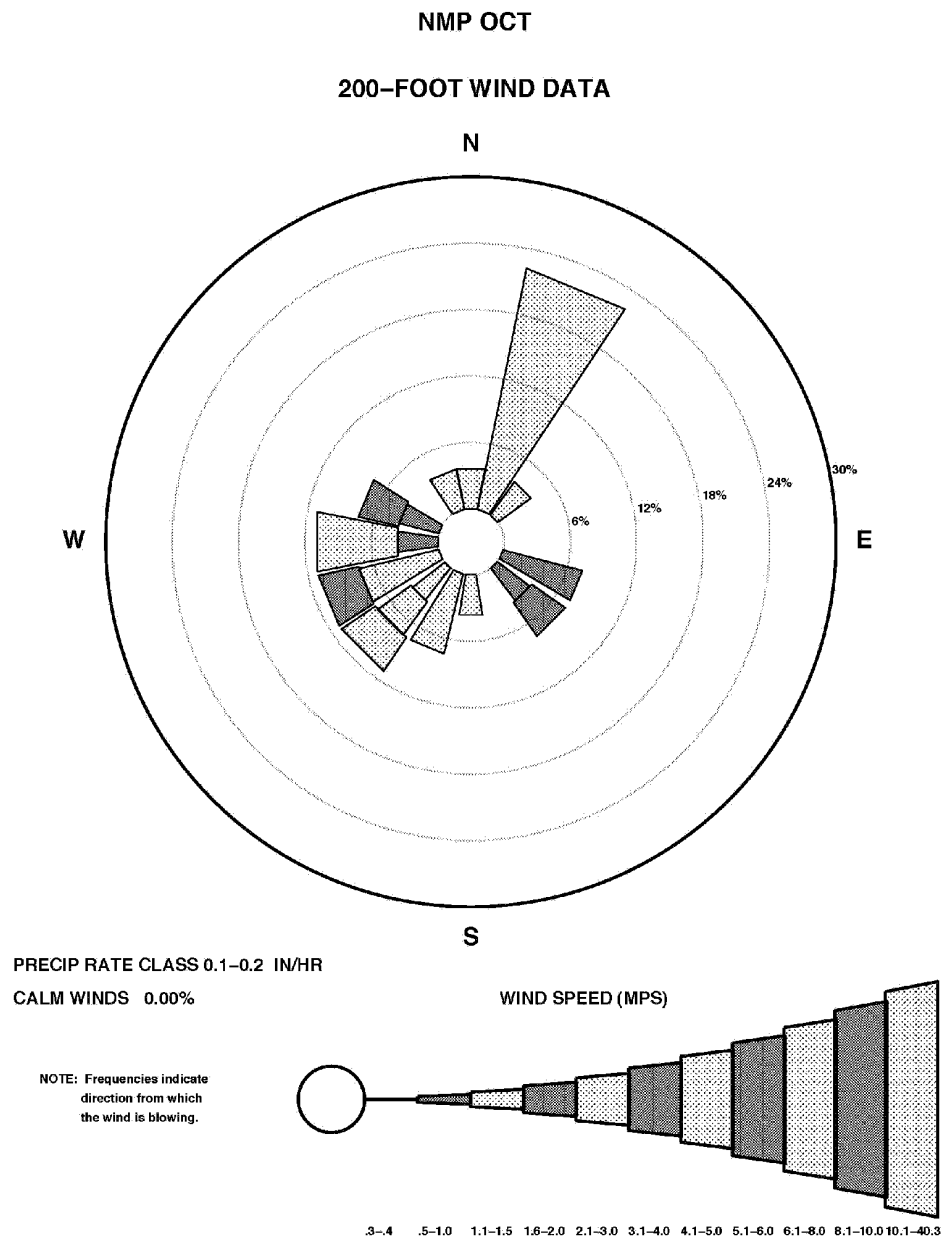 NMP OCT
200–FOOT WIND DATA
N
30%
24%
18%
12%
6%
W
E
S
PRECIP RATE CLASS 0.1–0.2 IN/HR
CALM WINDS 0.00%
WIND SPEED (MPS)
NOTE: Frequencies indicate
direction from which
the wind is blowing.
.3–.4 .5–1.0 1.1–1.5 1.6–2.0 2.1–3.0 3.1–4.0 4.1–5.0 5.1–6.0 6.1–8.0 8.1–10.0 10.1–40.3